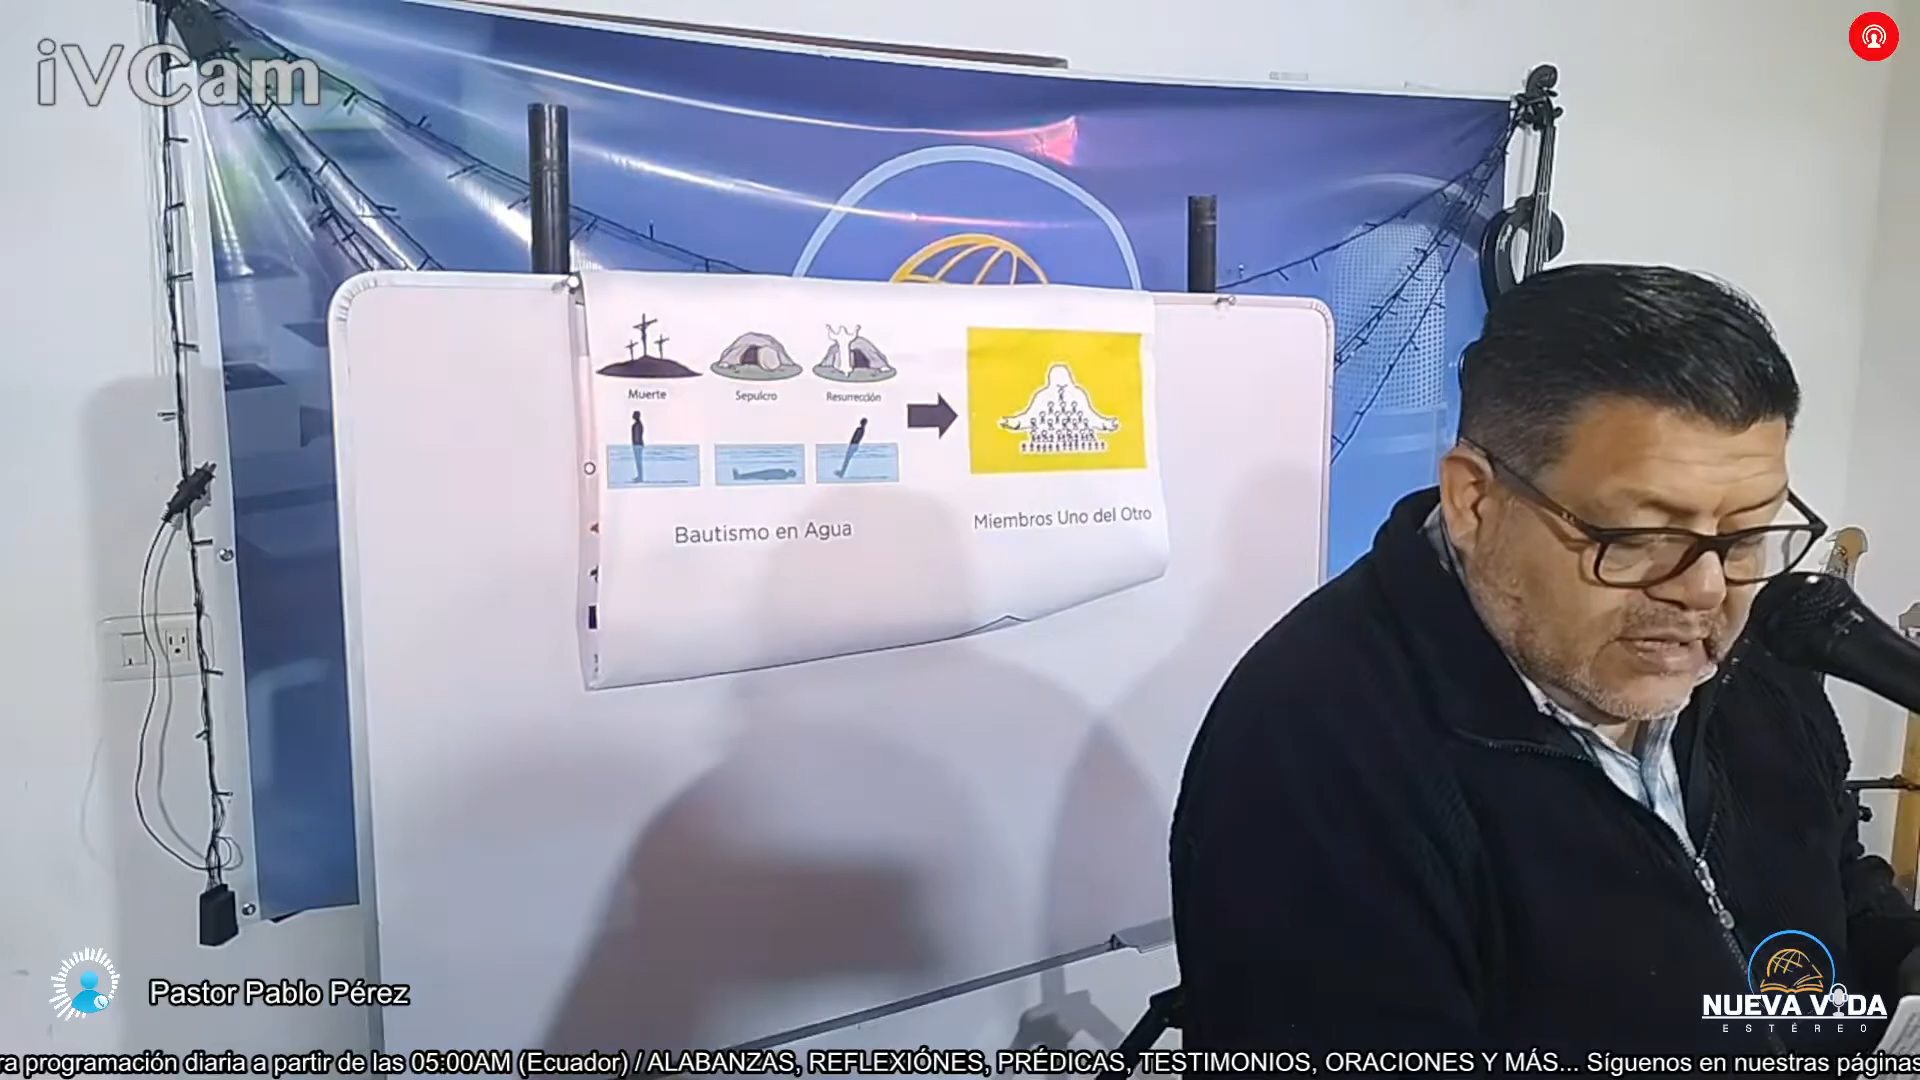 iVCam
Muerte
Sepulcro
Resurrección
Bautismo en Agua
Miembros Uno del Otro
Pastor Pablo Pérez
NUEVA VIDA
ESTÉREO
programación diaria a partir de las 05:00AM (Ecuador) / ALABANZAS, REFLEXIÓNES, PRÉDICAS, TESTIMONIOS, ORACIONES Y MÁS... Síguenos en nuestras páginas